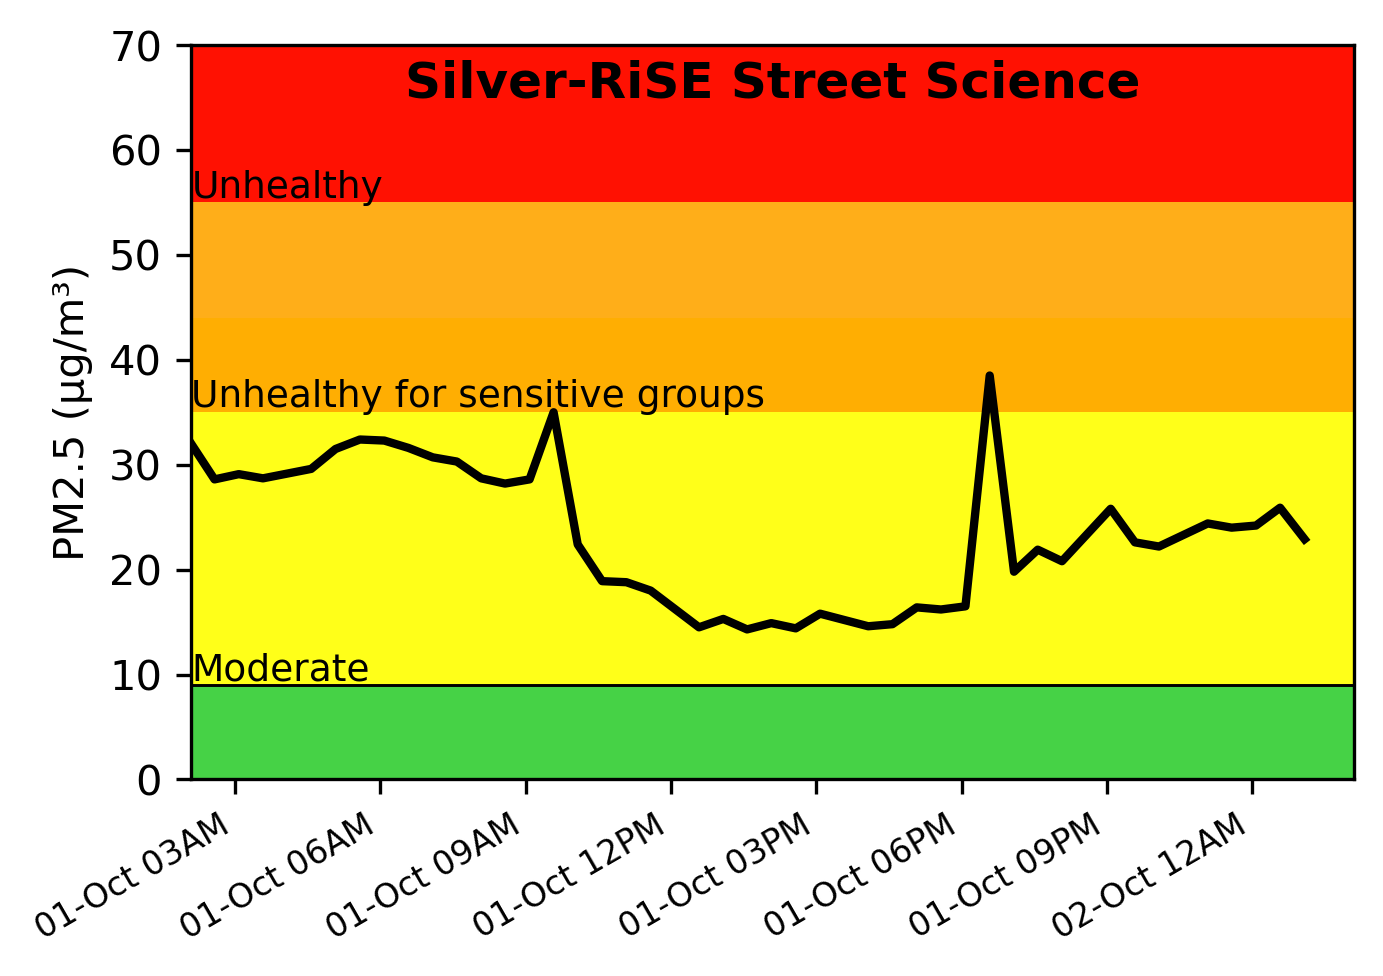 Silver-RiSE Street Science
70
60
Unhealthy
50
40
Unhealthy for sensitive groups
30
20
10
Moderate
0
PM2.5 (µg/m³)
01-Oct 03AM
01-Oct 06AM
01-Oct 09AM
01-Oct 12PM
01-Oct 03PM
01-Oct 06PM
01-Oct 09PM
02-Oct 12AM